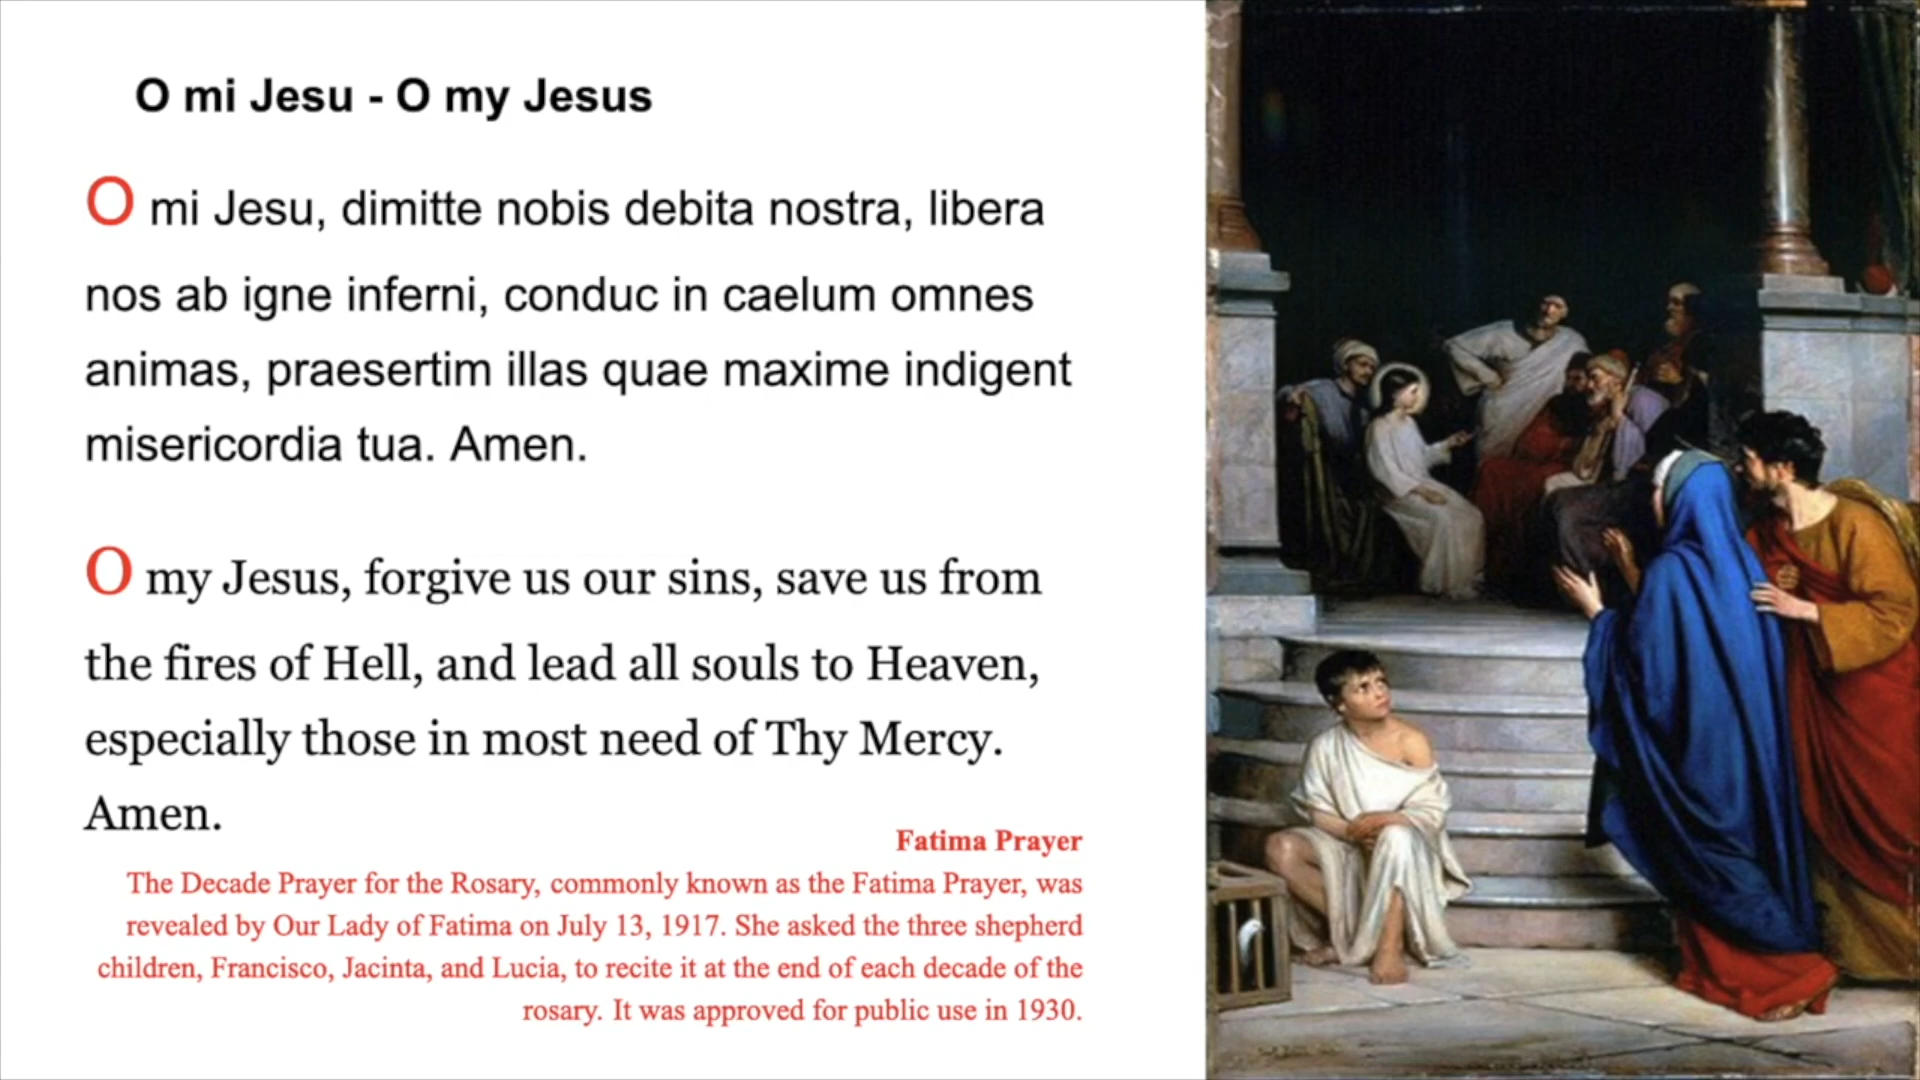 O mi Jesu - O my Jesus
O mi Jesu, dimitte nobis debita nostra, libera
nos ab igne inferni, conduc in caelum omnes
animas, praesertim illas quae maxime indigent
misericordia tua. Amen.
O my Jesus, forgive us our sins, save us from
the fires of Hell, and lead all souls to Heaven,
especially those in most need of Thy Mercy.
Amen.
Fatima Prayer
The Decade Prayer for the Rosary, commonly known as the Fatima Prayer, was
revealed by Our Lady of Fatima on July 13, 1917. She asked the three shepherd
children, Francisco, Jacinta, and Lucia, to recite it at the end of each decade of the
rosary. It was approved for public use in 1930.